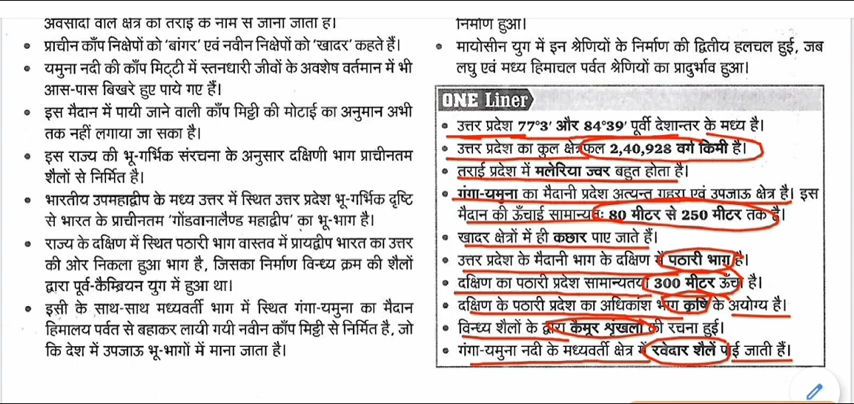 अवसादी वाले क्षेत्र को तराई के नाम से जाना जाता है।
• प्राचीन काँप निक्षेपों को 'बांगर' एवं नवीन निक्षेपों को 'खादर' कहते हैं।
• यमुना नदी की काँप मिट्टी में स्तनधारी जीवों के अवशेष वर्तमान में भी
आस-पास बिखरे हुए पाये गए हैं।
• इस मैदान में पायी जाने वाली काँप मिट्टी की मोटाई का अनुमान अभी
तक नहीं लगाया जा सका है।
• इस राज्य की भू-गर्भिक संरचना के अनुसार दक्षिणी भाग प्राचीनतम
शैलों से निर्मित है।
• भारतीय उपमहाद्वीप के मध्य उत्तर में स्थित उत्तर प्रदेश भू-गर्भिक दृष्टि
से भारत के प्राचीनतम 'गोंडवानालैण्ड महाद्वीप' का भू-भाग है।
• राज्य के दक्षिण में स्थित पठारी भाग वास्तव में प्रायद्वीप भारत का उत्तर
की ओर निकला हुआ भाग है, जिसका निर्माण विन्ध्य क्रम की शैलों
द्वारा पूर्व-कैम्ब्रियन युग में हुआ था।
• इसी के साथ-साथ मध्यवर्ती भाग में स्थित गंगा-यमुना का मैदान
हिमालय पर्वत से बहाकर लायी गयी नवीन काँप मिट्टी से निर्मित है, जो
कि देश में उपजाऊ भू-भागों में माना जाता है।
निर्माण हुआ।
• मायोसीन युग में इन श्रेणियों के निर्माण की द्वितीय हलचल हुई, जब
लघु एवं मध्य हिमाचल पर्वत श्रेणियों का प्रादुर्भाव हुआ।
ONE Liner
• उत्तर प्रदेश 77°3' और 84°39' पूर्वी देशान्तर के मध्य है।
• उत्तर प्रदेश का कुल क्षेत्रफल 2,40,928 वर्ग किमी है।
• तराई प्रदेश में मलेरिया ज्वर बहुत होता है।
• गंगा-यमुना का मैदानी प्रदेश अत्यन्त गहरा एवं उपजाऊ क्षेत्र है। इस
मैदान की ऊँचाई सामान्यतः 80 मीटर से 250 मीटर तक है।
• खादर क्षेत्रों में ही कछार पाए जाते हैं।
• उत्तर प्रदेश के मैदानी भाग के दक्षिण में पठारी भाग है।
• दक्षिण का पठारी प्रदेश सामान्यतया 300 मीटर ऊँचा है।
• दक्षिण के पठारी प्रदेश का अधिकांश भाग कृषि के अयोग्य है।
• विन्ध्य शैलों के द्वारा कैमूर श्रृंखला की रचना हुई।
• गंगा-यमुना नदी के मध्यवर्ती क्षेत्र में रवेदार शैलें पाई जाती हैं।